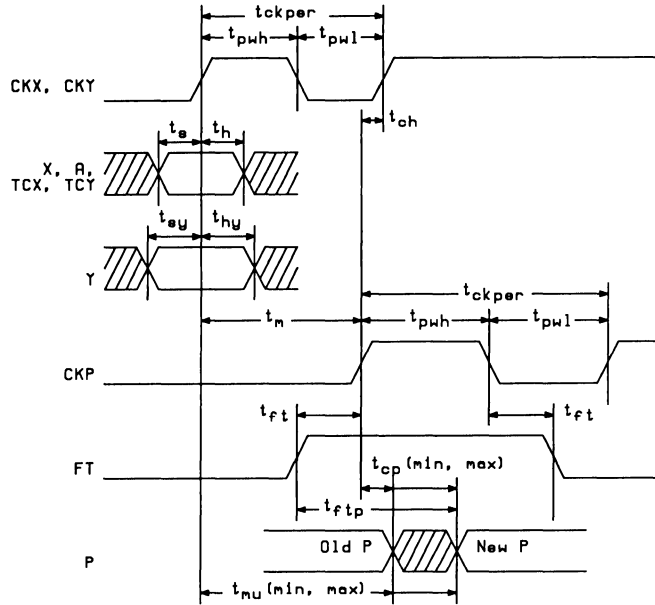 tckper
tpwh tpwl
CKX, CKY
tch
ts th
X, A,
TCX, TCY
tsy thy
Y
tckper
tm tpwh tpwl
CKP
tft tft
FT
tcp (min, max)
tftp
Old P New P
P
tmu (min, max)